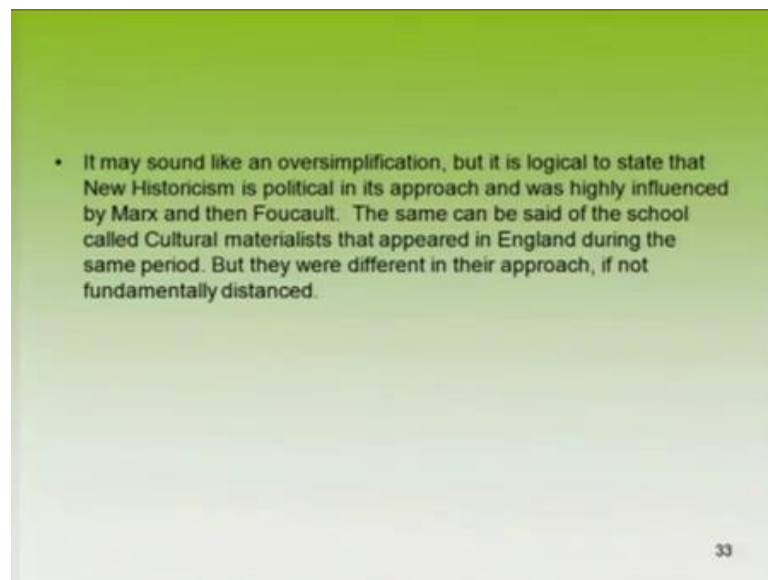 • It may sound like an oversimplification, but it is logical to state that
New Historicism is political in its approach and was highly influenced
by Marx and then Foucault.  The same can be said of the school
called Cultural materialists that appeared in England during the
same period. But they were different in their approach, if not
fundamentally distanced.
33